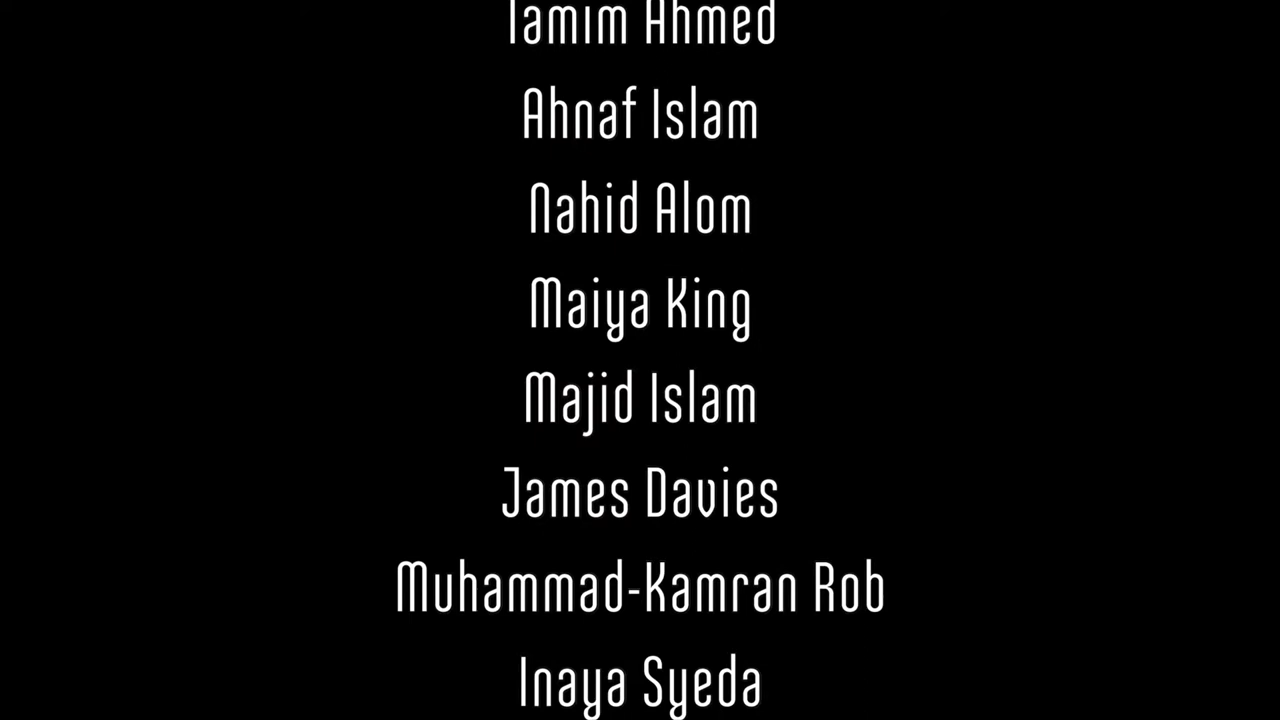 Tamim Ahmed
Ahnaf Islam
Nahid Alom
Maiya King
Majid Islam
James Davies
Muhammad-Kamran Rob
Inaya Syeda